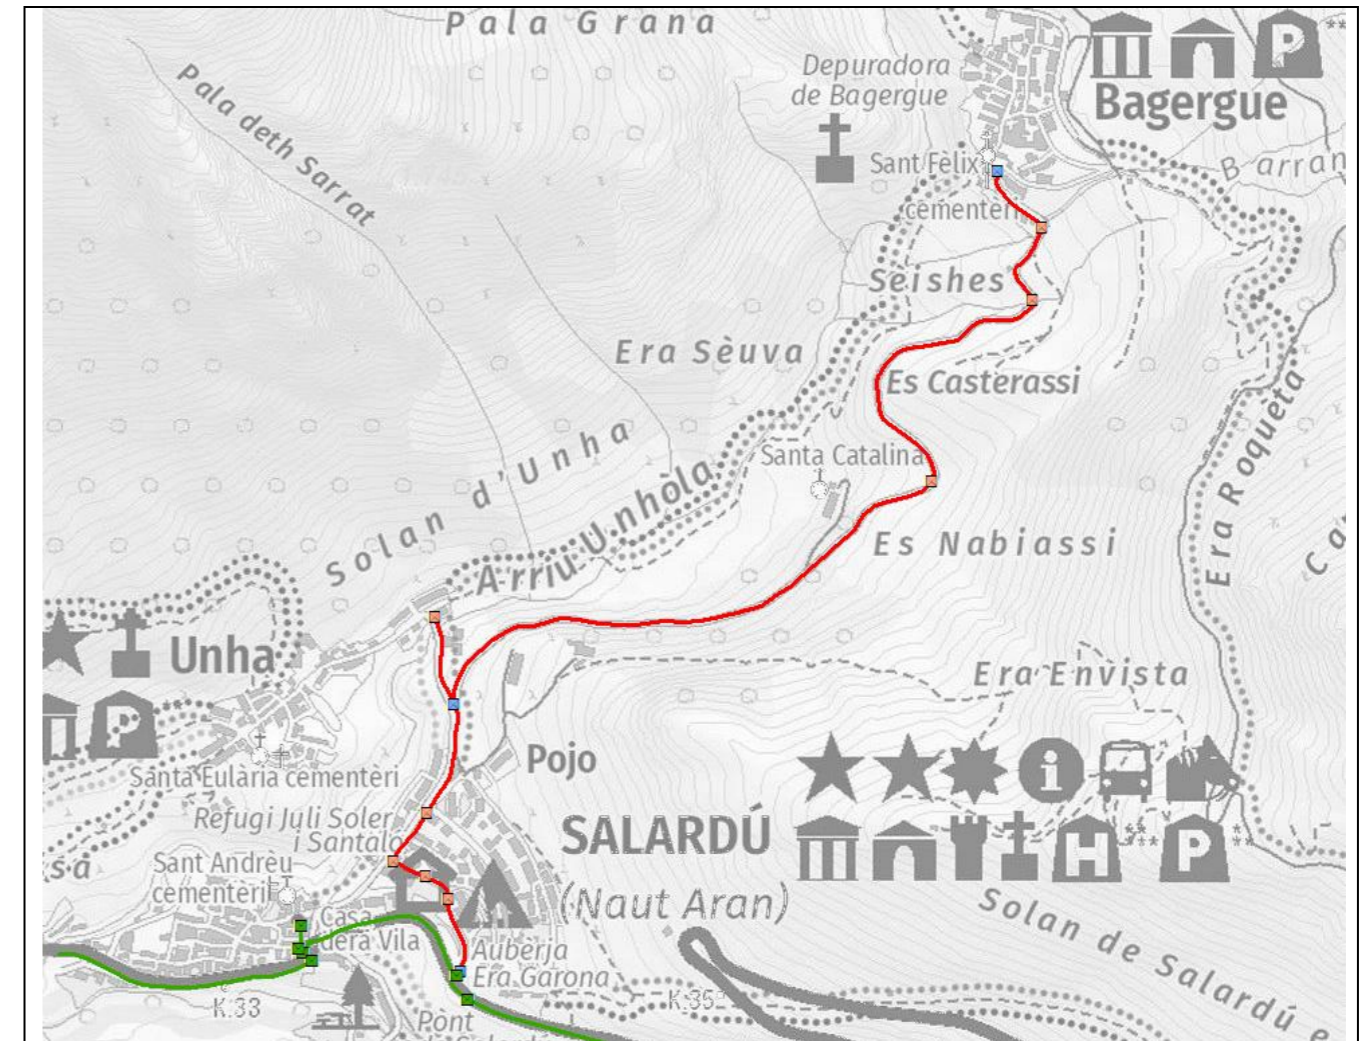 Pala Grana
Depuradora
de Bagergue
P
**
Bagergue
Pala deth Sarrat
Sant Fèlix
cementèri
Barran
Seishes
Era Sèuva
Es Casterassi
Era Roquèta
Santa Catalina
Solan d'Unha
Arriu Unhòla
Es Nabiassi
Unha
P
Era Envista
Pojo
Santa Eulària cementèri
i
Refugi Juli Soler
i Santaló
SALARDÚ
H
***
P
**
Sant Andrèu
cementèri
(Naut Aran)
Casa
dera Vila
Solan de Salardú e
Aubèrja
Era Garona
K.33
K.35
Pònt